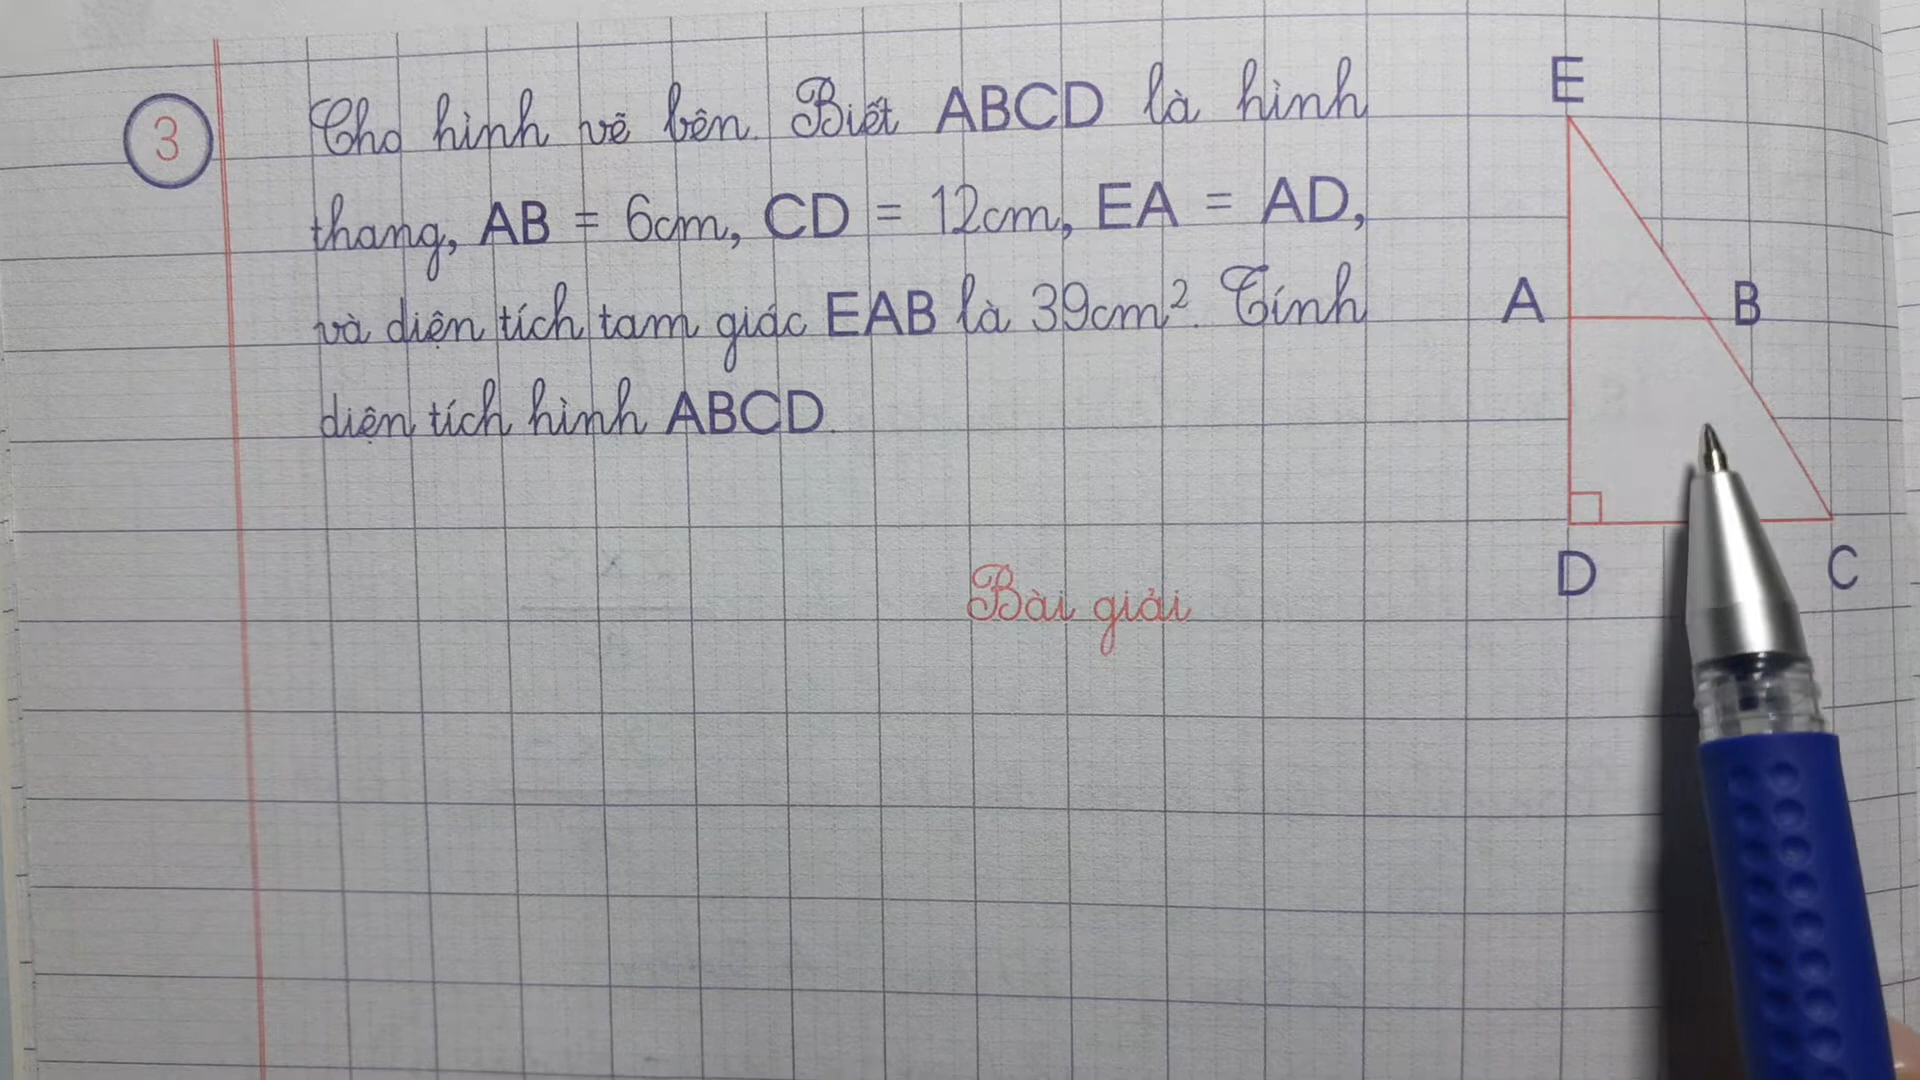 3
Cho hình vẽ bên. Biết ABCD là hình
thang, AB = 6cm, CD = 12cm, EA = AD,
và diện tích tam giác EAB là 39cm². Tính
diện tích hình ABCD.
Bài giải
E
A
B
D
C